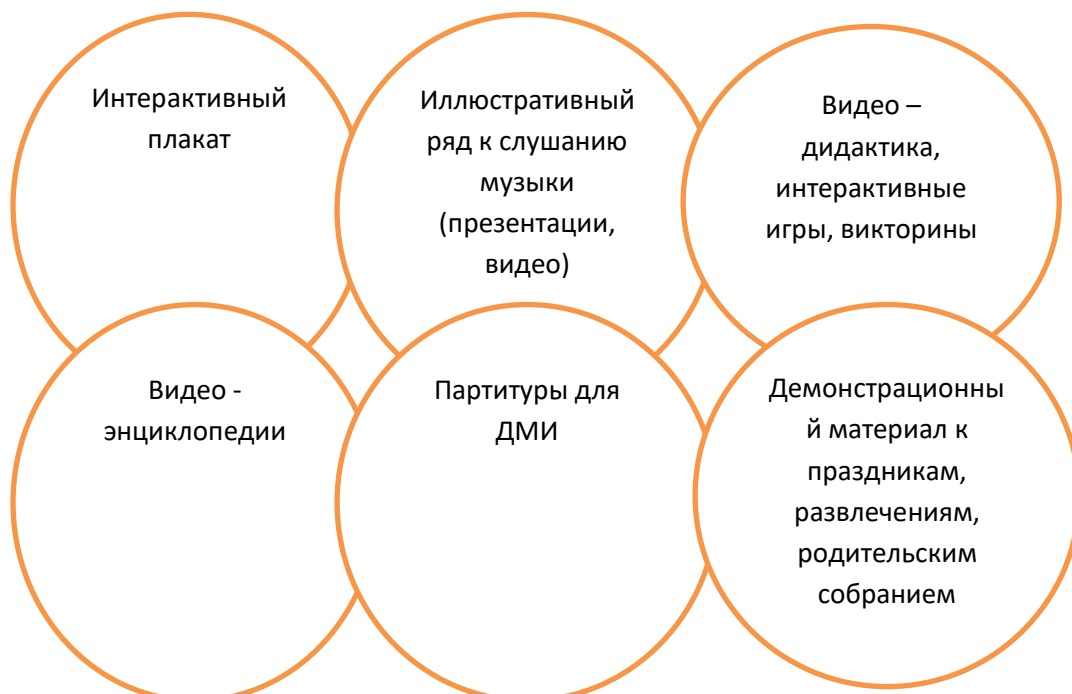 Интерактивный
плакат
Иллюстративный
ряд к слушанию
музыки
(презентации,
видео)
Видео –
дидактика,
интерактивные
игры, викторины
Видео -
энциклопедии
Партитуры для
ДМИ
Демонстрационны
й материал к
праздникам,
развлечениям,
родительским
собранием